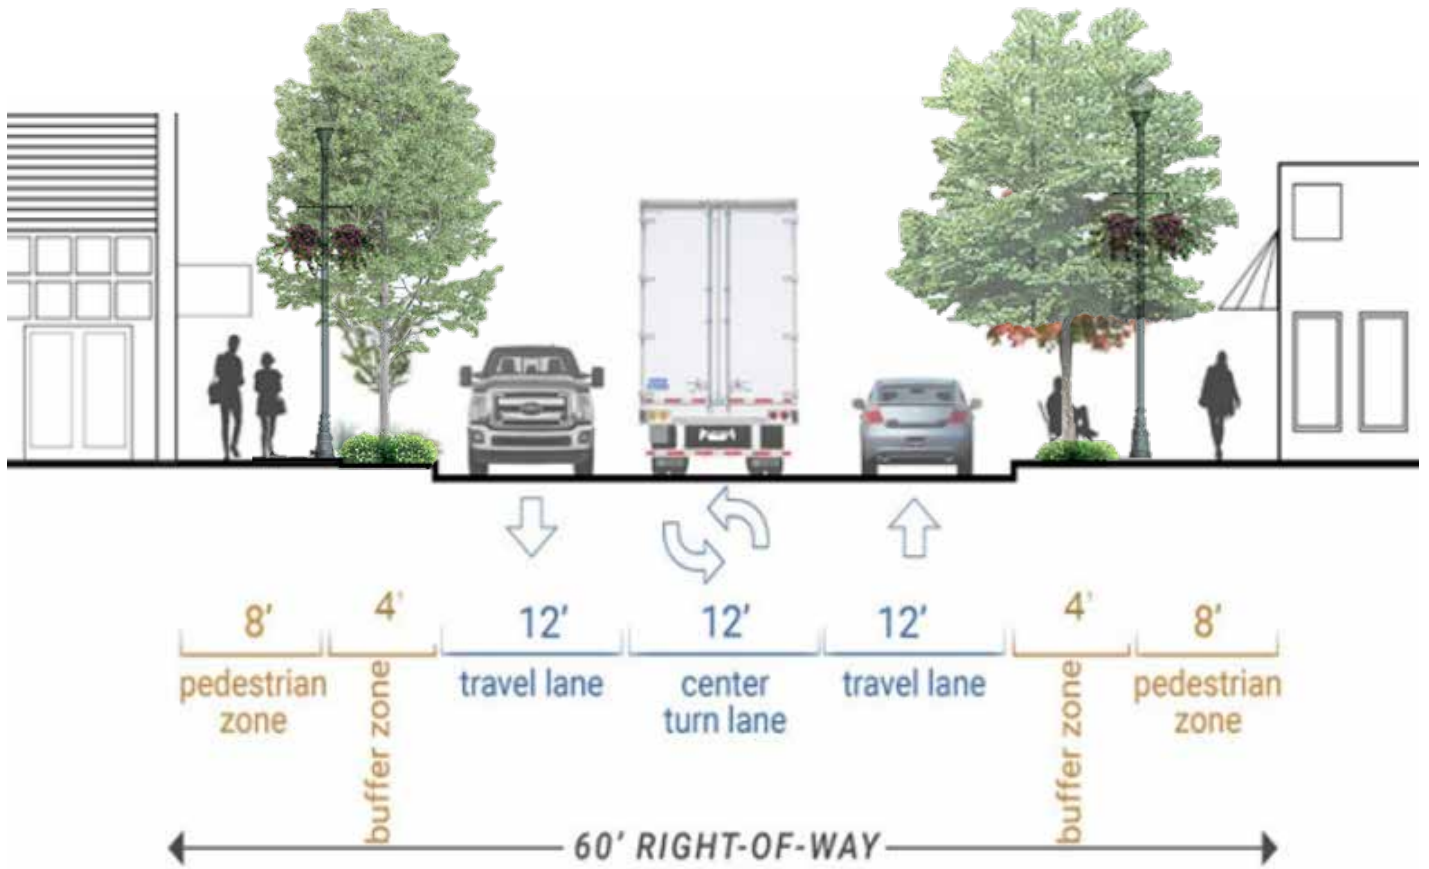 8'
4'
12'
12'
12'
4'
8'
pedestrian
zone
buffer zone
travel lane
center
turn lane
travel lane
buffer zone
pedestrian
zone
60' RIGHT-OF-WAY